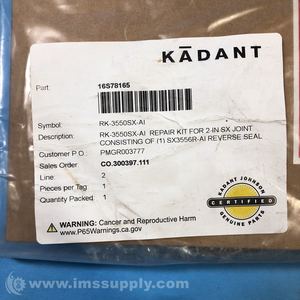 KADANT
Part:
16S78165
Symbol: RK-3550SX-AI
Description: RK-3550SX-AI REPAIR KIT FOR 2-IN SX JOINT
CONSISTING OF (1) SX3556R-AI REVERSE SEAL
Customer P.O. PMGR003777
Sales Order: CO.300397.111
Line: 2
Pieces per Tag 1
Quantity Packed: 1
WARNING: Cancer and Reproductive Harm
www.P65Warnings.ca.gov
KADANT JOHNSON
CERTIFIED
GENUINE PARTS
© www.imssupply.com